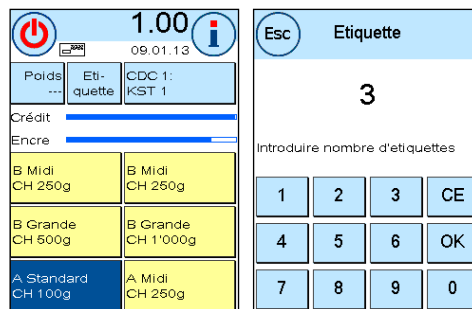 1.00
09.01.13
Poids
---
Eti-
quette
CDC 1:
KST 1
Crédit
Encre
B Midi
CH 250g
B Midi
CH 250g
B Grande
CH 500g
B Grande
CH 1'000g
A Standard
CH 100g
A Midi
CH 250g
Esc
Etiquette
3
Introduire nombre d'etiquettes
1 2 3 CE
4 5 6 OK
7 8 9 0